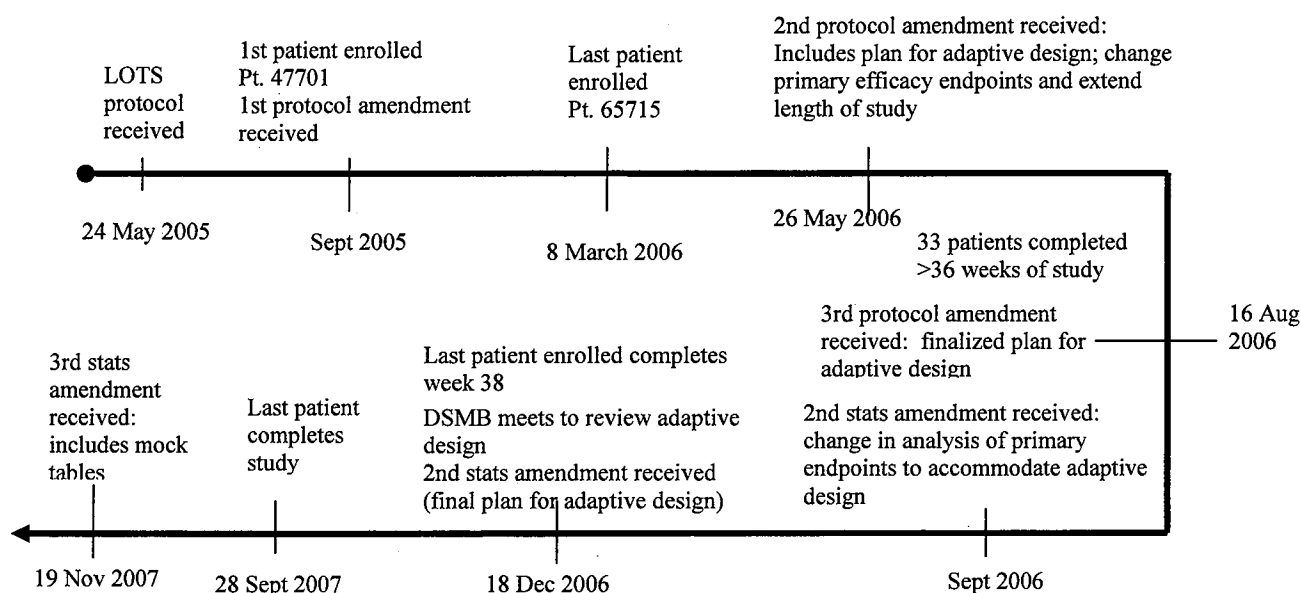 LOTS
protocol
received
24 May 2005
1st patient enrolled
Pt. 47701
1st protocol amendment
received
Sept 2005
Last patient
enrolled
Pt. 65715
8 March 2006
2nd protocol amendment received:
Includes plan for adaptive design; change
primary efficacy endpoints and extend
length of study
26 May 2006
33 patients completed
>36 weeks of study
3rd protocol amendment
received: finalized plan for
adaptive design
16 Aug
2006
2nd stats amendment received:
change in analysis of primary
endpoints to accommodate adaptive
design
Sept 2006
Last patient enrolled completes
week 38
DSMB meets to review adaptive
design
2nd stats amendment received
(final plan for adaptive design)
18 Dec 2006
Last patient
completes
study
28 Sept 2007
3rd stats
amendment
received:
includes mock
tables
19 Nov 2007